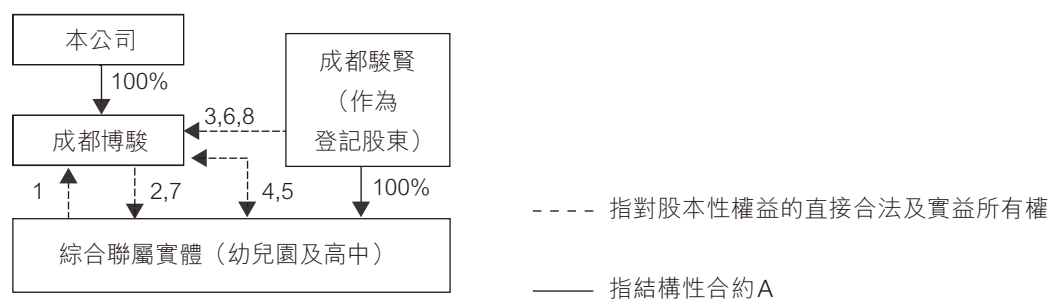 本公司
100%
成都駿賢
（作為
登記股東）
成都博駿
3,6,8
1
2,7
4,5
100%
綜合聯屬實體（幼兒園及高中）
指對股本性權益的直接合法及實益所有權
指結構性合約A